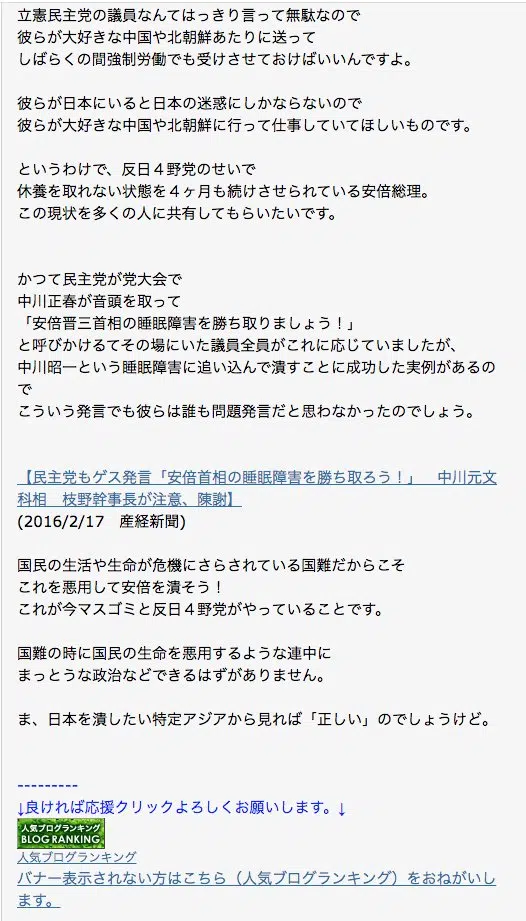 立憲民主党の議員なんてはっきり言って無駄なので
彼らが大好きな中国や北朝鮮あたりに送って
しばらくの間強制労働でも受けさせておけばいいんですよ。
彼らが日本にいると日本の迷惑にしかならないので
彼らが大好きな中国や北朝鮮に行って仕事していてほしいものです。
というわけで、反日４野党のせいで
休養を取れない状態を４ヶ月も続けさせられている安倍総理。
この現状を多くの人に共有してもらいたいです。
かつて民主党が党大会で
中川正春が音頭を取って
「安倍晋三首相の睡眠障害を勝ち取りましょう！」
と呼びかけるてその場にいた議員全員がこれに応じていましたが、
中川昭一という睡眠障害に追い込んで潰すことに成功した実例があるの
で
こういう発言でも彼らは誰も問題発言だと思わなかったのでしょう。
【民主党もゲス発言「安倍首相の睡眠障害を勝ち取ろう！」　中川元文
科相　枝野幹事長が注意、陳謝】
(2016/2/17　産経新聞)
国民の生活や生命が危機にさらされている国難だからこそ
これを悪用して安倍を潰そう！
これが今マスゴミと反日４野党がやっていることです。
国難の時に国民の生命を悪用するような連中に
まっとうな政治などできるはずがありません。
ま、日本を潰したい特定アジアから見れば「正しい」のでしょうけど。
---------
↓良ければ応援クリックよろしくお願いします。↓
人気ブログランキング
BLOG RANKING
人気ブログランキング
バナー表示されない方はこちら（人気ブログランキング）をおねがいし
ます。